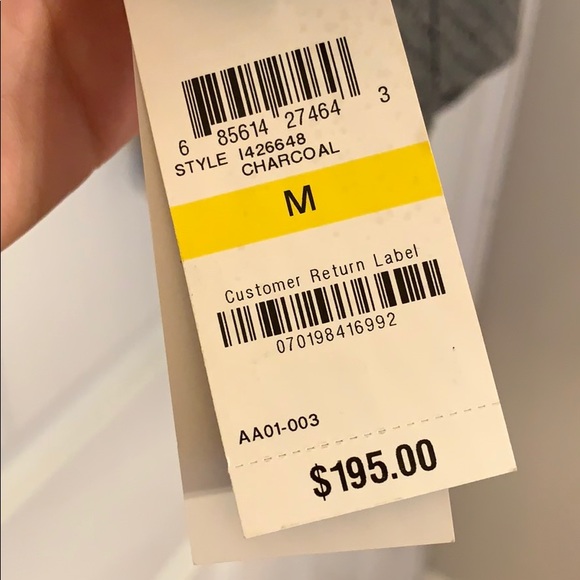 6 85614 27464 3
STYLE I426648
CHARCOAL
M
Customer Return Label
070198416992
AA01-003
$195.00